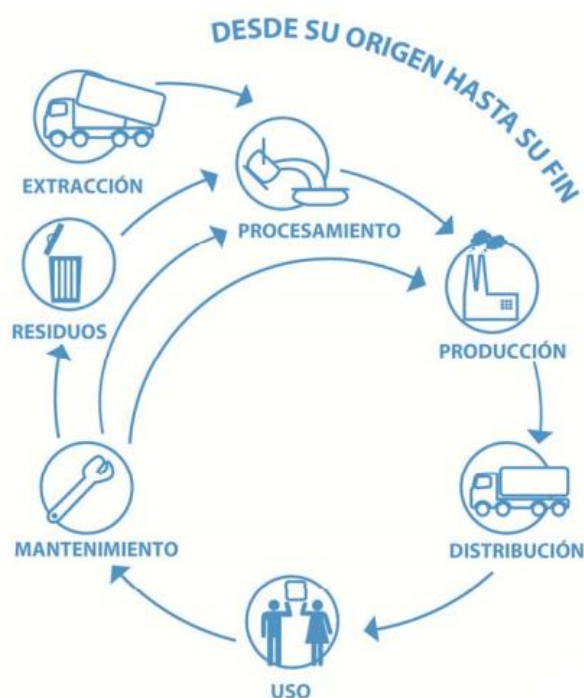 DESDE SU ORIGEN HASTA SU FIN
EXTRACCIÓN
PROCESAMIENTO
RESIDUOS
PRODUCCIÓN
MANTENIMIENTO
DISTRIBUCIÓN
USO